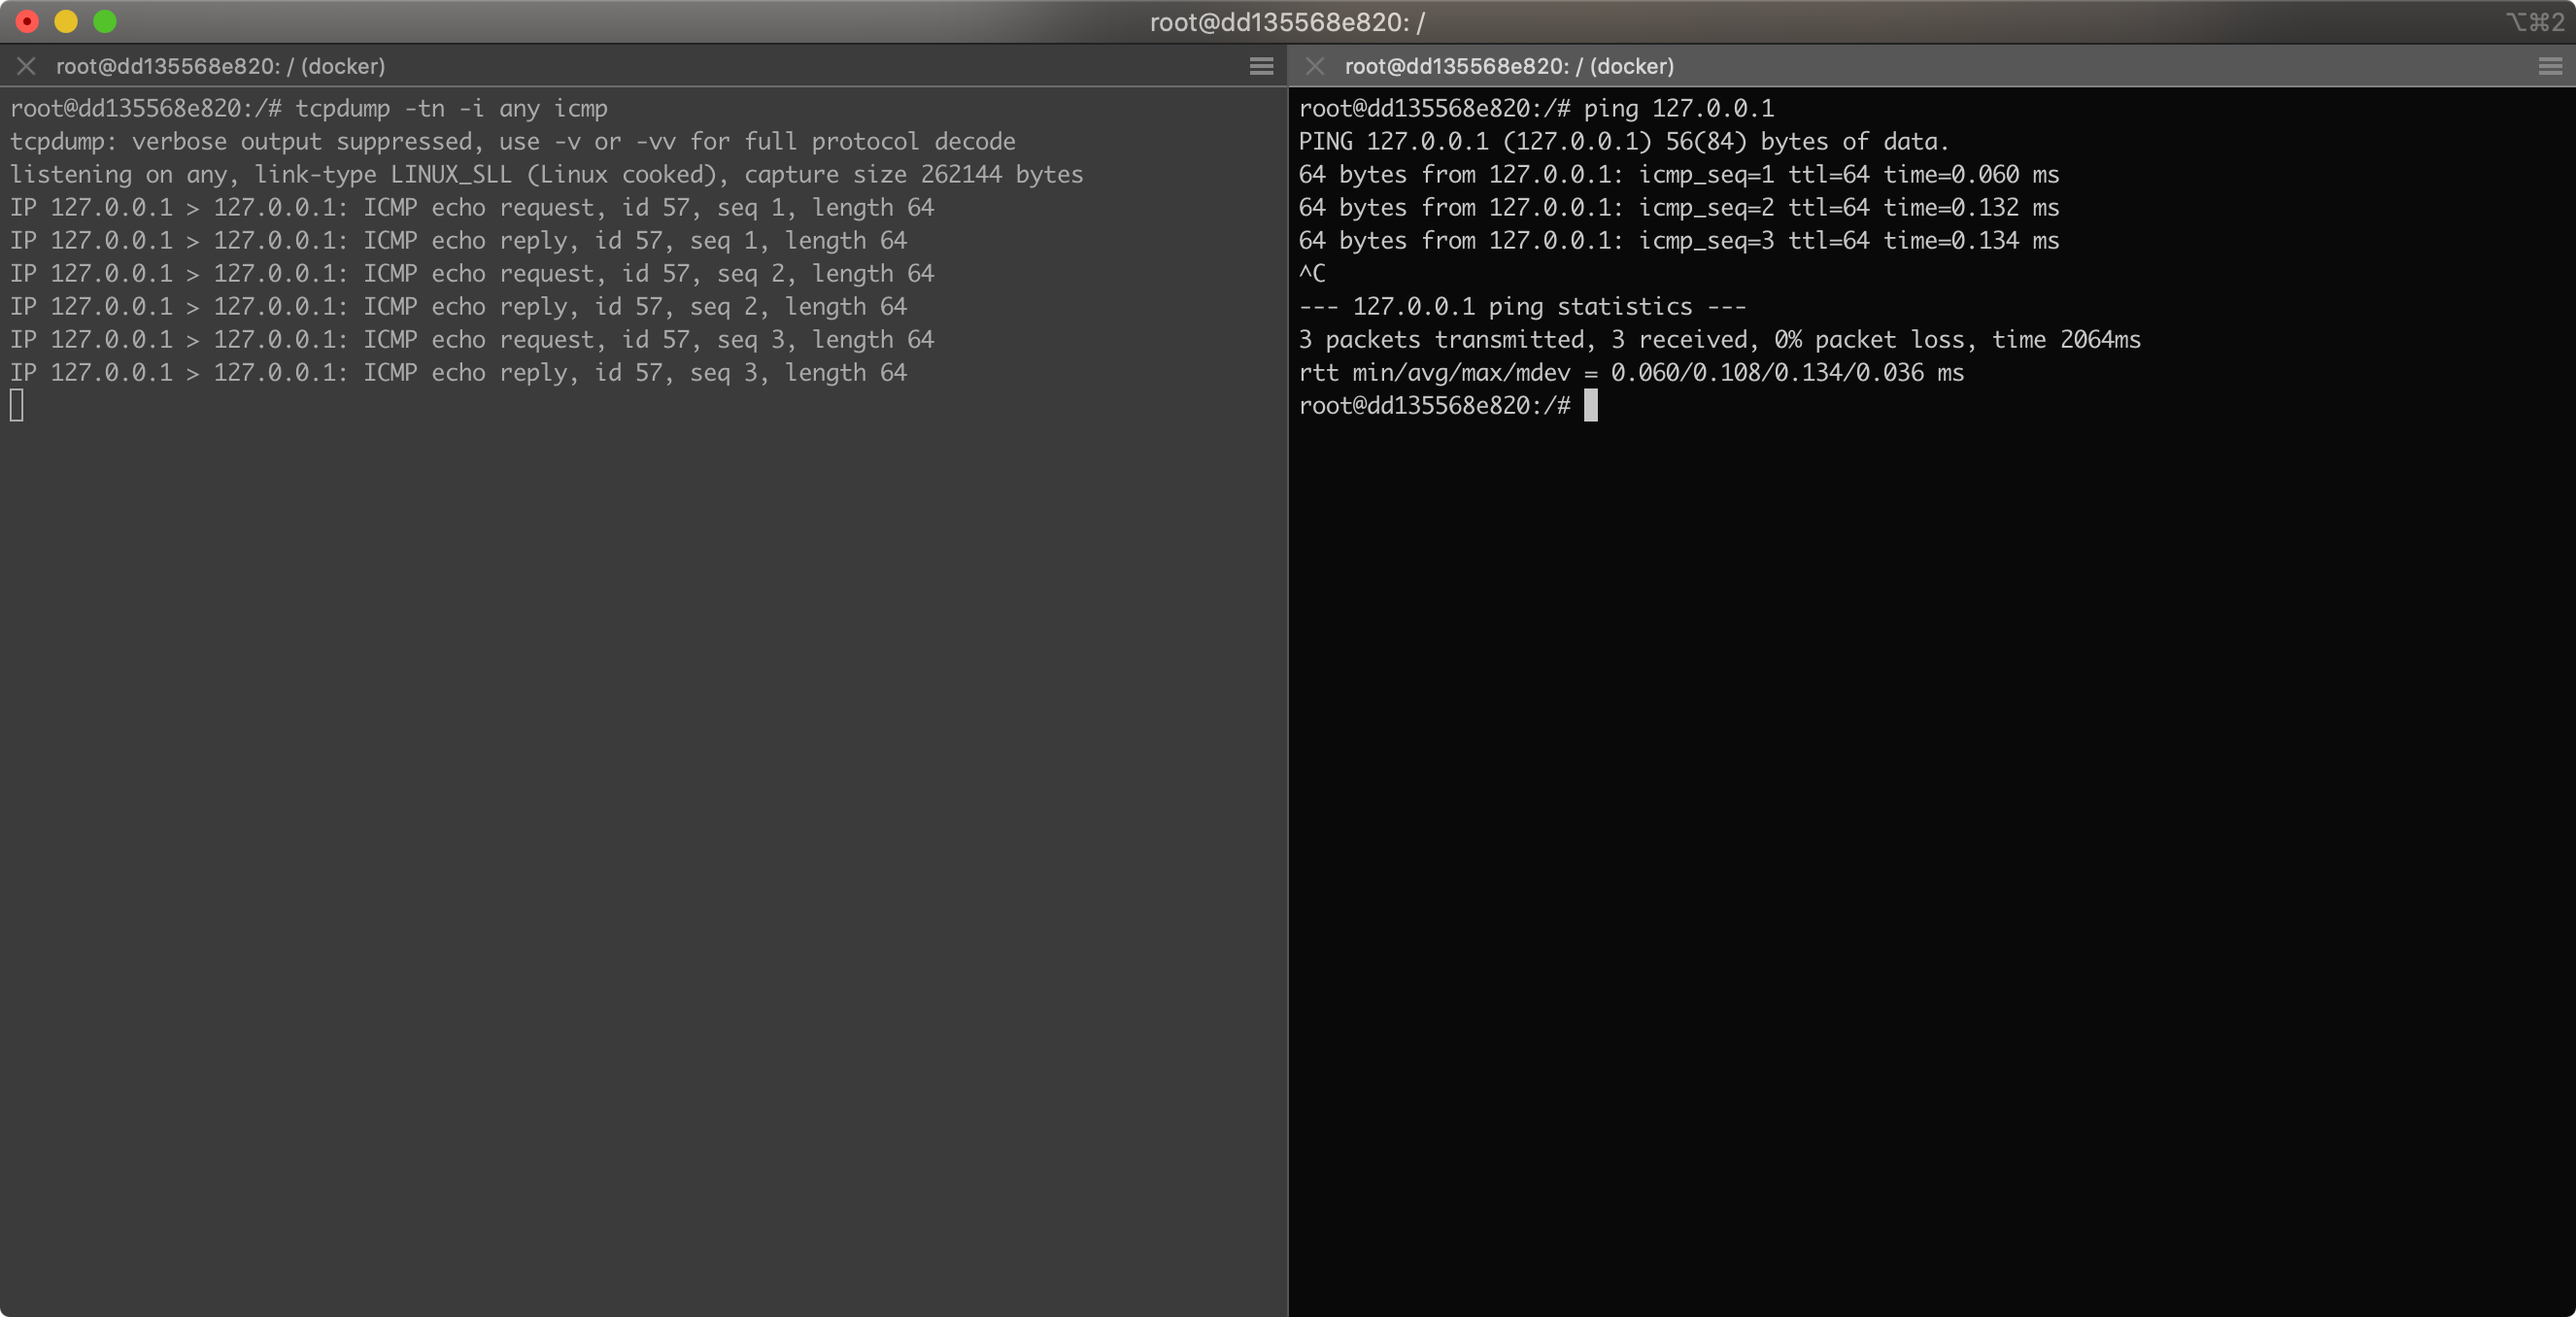 root@dd135568e820: /
⌥⌘2
root@dd135568e820: / (docker)
root@dd135568e820:/# tcpdump -tn -i any icmp
tcpdump: verbose output suppressed, use -v or -vv for full protocol decode
listening on any, link-type LINUX_SLL (Linux cooked), capture size 262144 bytes
IP 127.0.0.1 > 127.0.0.1: ICMP echo request, id 57, seq 1, length 64
IP 127.0.0.1 > 127.0.0.1: ICMP echo reply, id 57, seq 1, length 64
IP 127.0.0.1 > 127.0.0.1: ICMP echo request, id 57, seq 2, length 64
IP 127.0.0.1 > 127.0.0.1: ICMP echo reply, id 57, seq 2, length 64
IP 127.0.0.1 > 127.0.0.1: ICMP echo request, id 57, seq 3, length 64
IP 127.0.0.1 > 127.0.0.1: ICMP echo reply, id 57, seq 3, length 64
root@dd135568e820: / (docker)
root@dd135568e820:/# ping 127.0.0.1
PING 127.0.0.1 (127.0.0.1) 56(84) bytes of data.
64 bytes from 127.0.0.1: icmp_seq=1 ttl=64 time=0.060 ms
64 bytes from 127.0.0.1: icmp_seq=2 ttl=64 time=0.132 ms
64 bytes from 127.0.0.1: icmp_seq=3 ttl=64 time=0.134 ms
^C
--- 127.0.0.1 ping statistics ---
3 packets transmitted, 3 received, 0% packet loss, time 2064ms
rtt min/avg/max/mdev = 0.060/0.108/0.134/0.036 ms
root@dd135568e820:/#